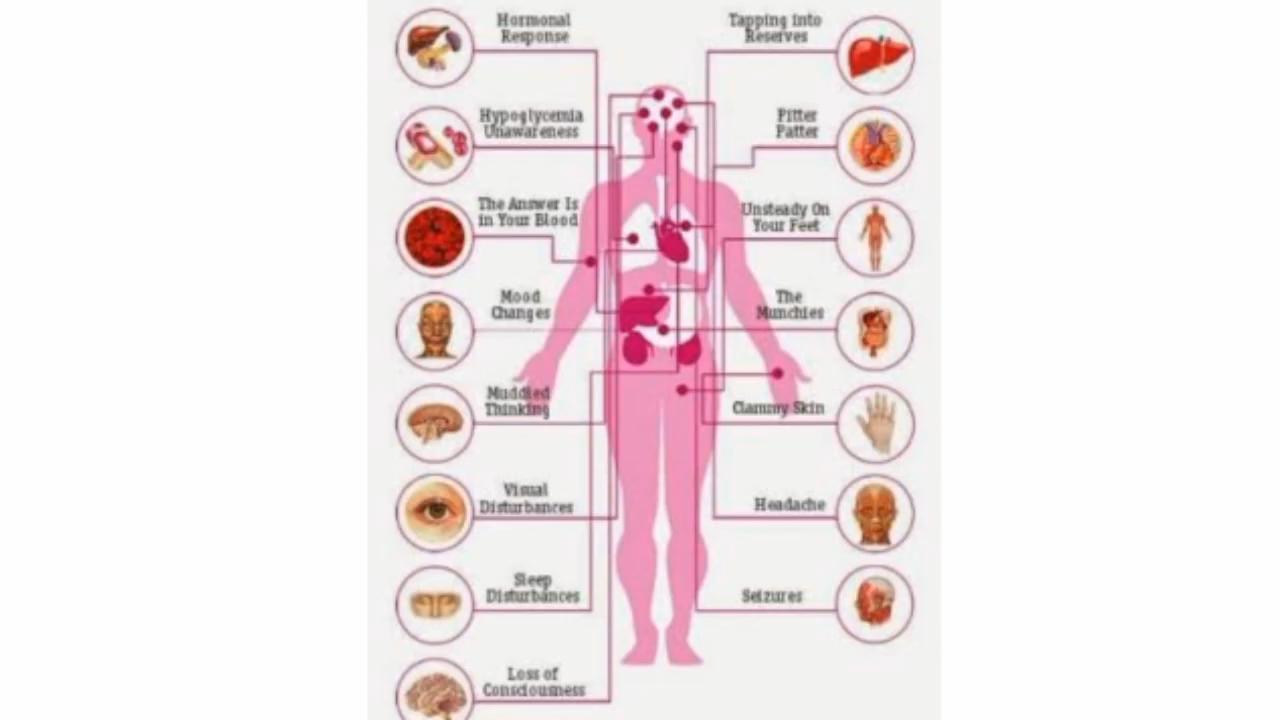 Hormonal
Response
Tapping into
Reserves
Hypoglycemia
Unawareness
Pitter
Patter
The Answer Is
in Your Blood
Unsteady On
Your Feet
Mood
Changes
The
Munchies
Muddled
Thinking
Clammy Skin
Visual
Disturbances
Headache
Sleep
Disturbances
Seizures
Loss of
Consciousness